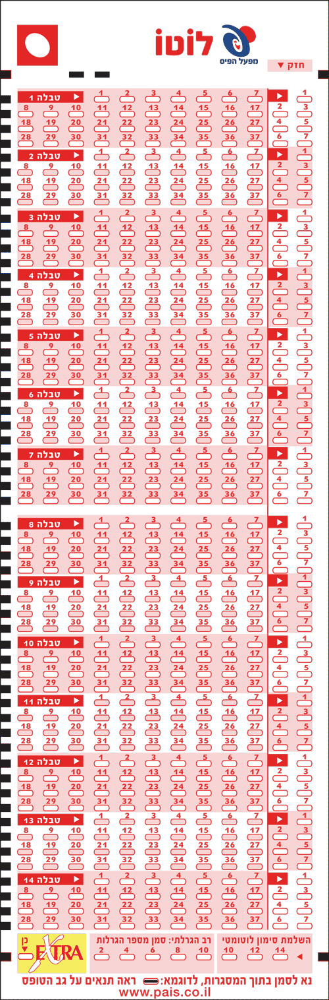 לוטו
מפעל הפיס
חזק
טבלה 1 1 2 3 4 5 6 7 1
8 9 10 11 12 13 14 15 16 17 2 3
18 19 20 21 22 23 24 25 26 27 4 5
28 29 30 31 32 33 34 35 36 37 6 7
טבלה 2 1 2 3 4 5 6 7 1
8 9 10 11 12 13 14 15 16 17 2 3
18 19 20 21 22 23 24 25 26 27 4 5
28 29 30 31 32 33 34 35 36 37 6 7
טבלה 3 1 2 3 4 5 6 7 1
8 9 10 11 12 13 14 15 16 17 2 3
18 19 20 21 22 23 24 25 26 27 4 5
28 29 30 31 32 33 34 35 36 37 6 7
טבלה 4 1 2 3 4 5 6 7 1
8 9 10 11 12 13 14 15 16 17 2 3
18 19 20 21 22 23 24 25 26 27 4 5
28 29 30 31 32 33 34 35 36 37 6 7
טבלה 5 1 2 3 4 5 6 7 1
8 9 10 11 12 13 14 15 16 17 2 3
18 19 20 21 22 23 24 25 26 27 4 5
28 29 30 31 32 33 34 35 36 37 6 7
טבלה 6 1 2 3 4 5 6 7 1
8 9 10 11 12 13 14 15 16 17 2 3
18 19 20 21 22 23 24 25 26 27 4 5
28 29 30 31 32 33 34 35 36 37 6 7
טבלה 7 1 2 3 4 5 6 7 1
8 9 10 11 12 13 14 15 16 17 2 3
18 19 20 21 22 23 24 25 26 27 4 5
28 29 30 31 32 33 34 35 36 37 6 7
טבלה 8 1 2 3 4 5 6 7 1
8 9 10 11 12 13 14 15 16 17 2 3
18 19 20 21 22 23 24 25 26 27 4 5
28 29 30 31 32 33 34 35 36 37 6 7
טבלה 9 1 2 3 4 5 6 7 1
8 9 10 11 12 13 14 15 16 17 2 3
18 19 20 21 22 23 24 25 26 27 4 5
28 29 30 31 32 33 34 35 36 37 6 7
טבלה 10 1 2 3 4 5 6 7 1
8 9 10 11 12 13 14 15 16 17 2 3
18 19 20 21 22 23 24 25 26 27 4 5
28 29 30 31 32 33 34 35 36 37 6 7
טבלה 11 1 2 3 4 5 6 7 1
8 9 10 11 12 13 14 15 16 17 2 3
18 19 20 21 22 23 24 25 26 27 4 5
28 29 30 31 32 33 34 35 36 37 6 7
טבלה 12 1 2 3 4 5 6 7 1
8 9 10 11 12 13 14 15 16 17 2 3
18 19 20 21 22 23 24 25 26 27 4 5
28 29 30 31 32 33 34 35 36 37 6 7
טבלה 13 1 2 3 4 5 6 7 1
8 9 10 11 12 13 14 15 16 17 2 3
18 19 20 21 22 23 24 25 26 27 4 5
28 29 30 31 32 33 34 35 36 37 6 7
טבלה 14 1 2 3 4 5 6 7 1
8 9 10 11 12 13 14 15 16 17 2 3
18 19 20 21 22 23 24 25 26 27 4 5
28 29 30 31 32 33 34 35 36 37 6 7
השלמת סימון לוטומטי
10 12 14
רב הגרלתי: סמן מספר הגרלות
2 4 6 8 10
כן
EXTRA
נא לסמן בתוך המסגרות, לדוגמא: ראה תנאים על גב הטופס
www.pais.co.il